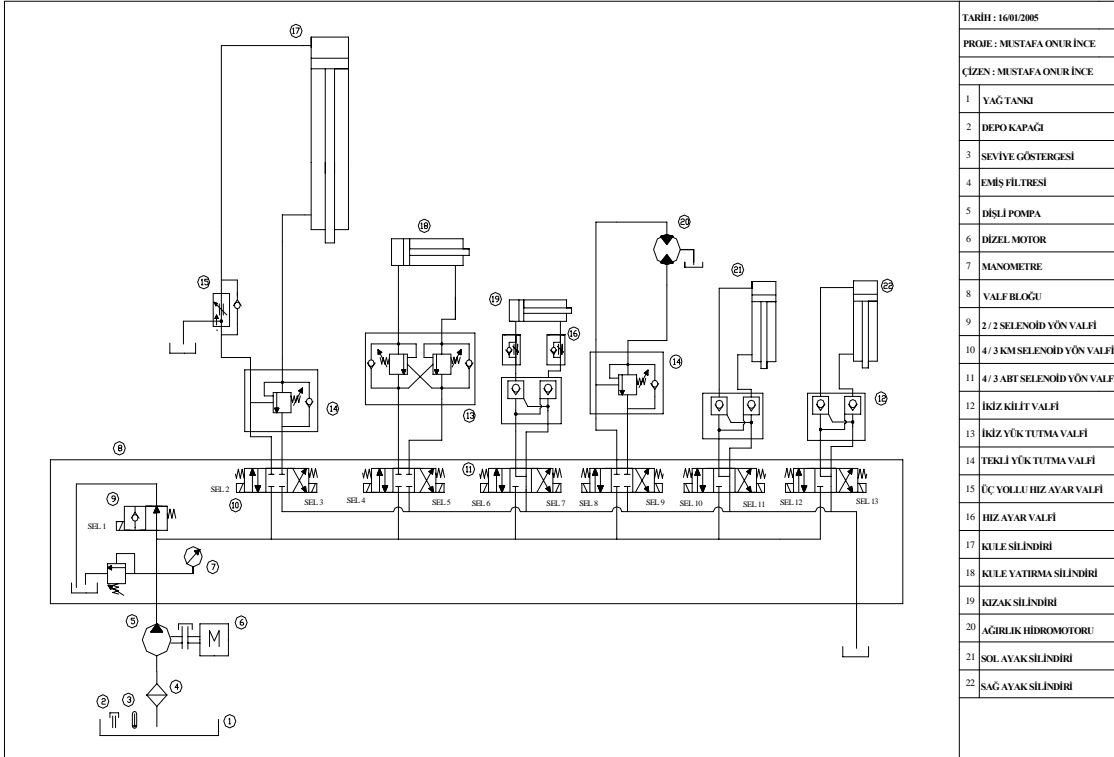 TARİH : 16/01/2005
PROJE : MUSTAFA ONUR İNCE
ÇİZEN : MUSTAFA ONUR İNCE
1 YAĞ TANKI
2 DEPO KAPAĞI
3 SEVİYE GÖSTERGESİ
4 EMİŞ FİLTRESİ
5 DİŞLİ POMPA
6 DİZEL MOTOR
7 MANOMETRE
8 VALF BLOĞU
9 2 / 2 SELENOİD YÖN VALFİ
10 4 / 3 KM SELENOİD YÖN VALFİ
11 4 / 3 ABT SELENOİD YÖN VALFİ
12 İKİZ KİLİT VALFİ
13 İKİZ YÜK TUTMA VALFİ
14 TEKLİ YÜK TUTMA VALFİ
15 ÜÇ YOLLU HIZ AYAR VALFİ
16 HIZ AYAR VALFİ
17 KULE SİLİNDİRİ
18 KULE YATIRMA SİLİNDİRİ
19 KIZAK SİLİNDİRİ
20 AĞIRLIK HİDROMOTORU
21 SOL AYAK SİLİNDİRİ
22 SAĞ AYAK SİLİNDİRİ
17
18
20
21
22
15
19
16
14
14
13
12
8
11
SEL 2
10
SEL 3
SEL 4
SEL 5
SEL 6
SEL 7
SEL 8
SEL 9
SEL 10
SEL 11
SEL 12
SEL 13
9
SEL 1
7
5
6
M
4
2
3
1